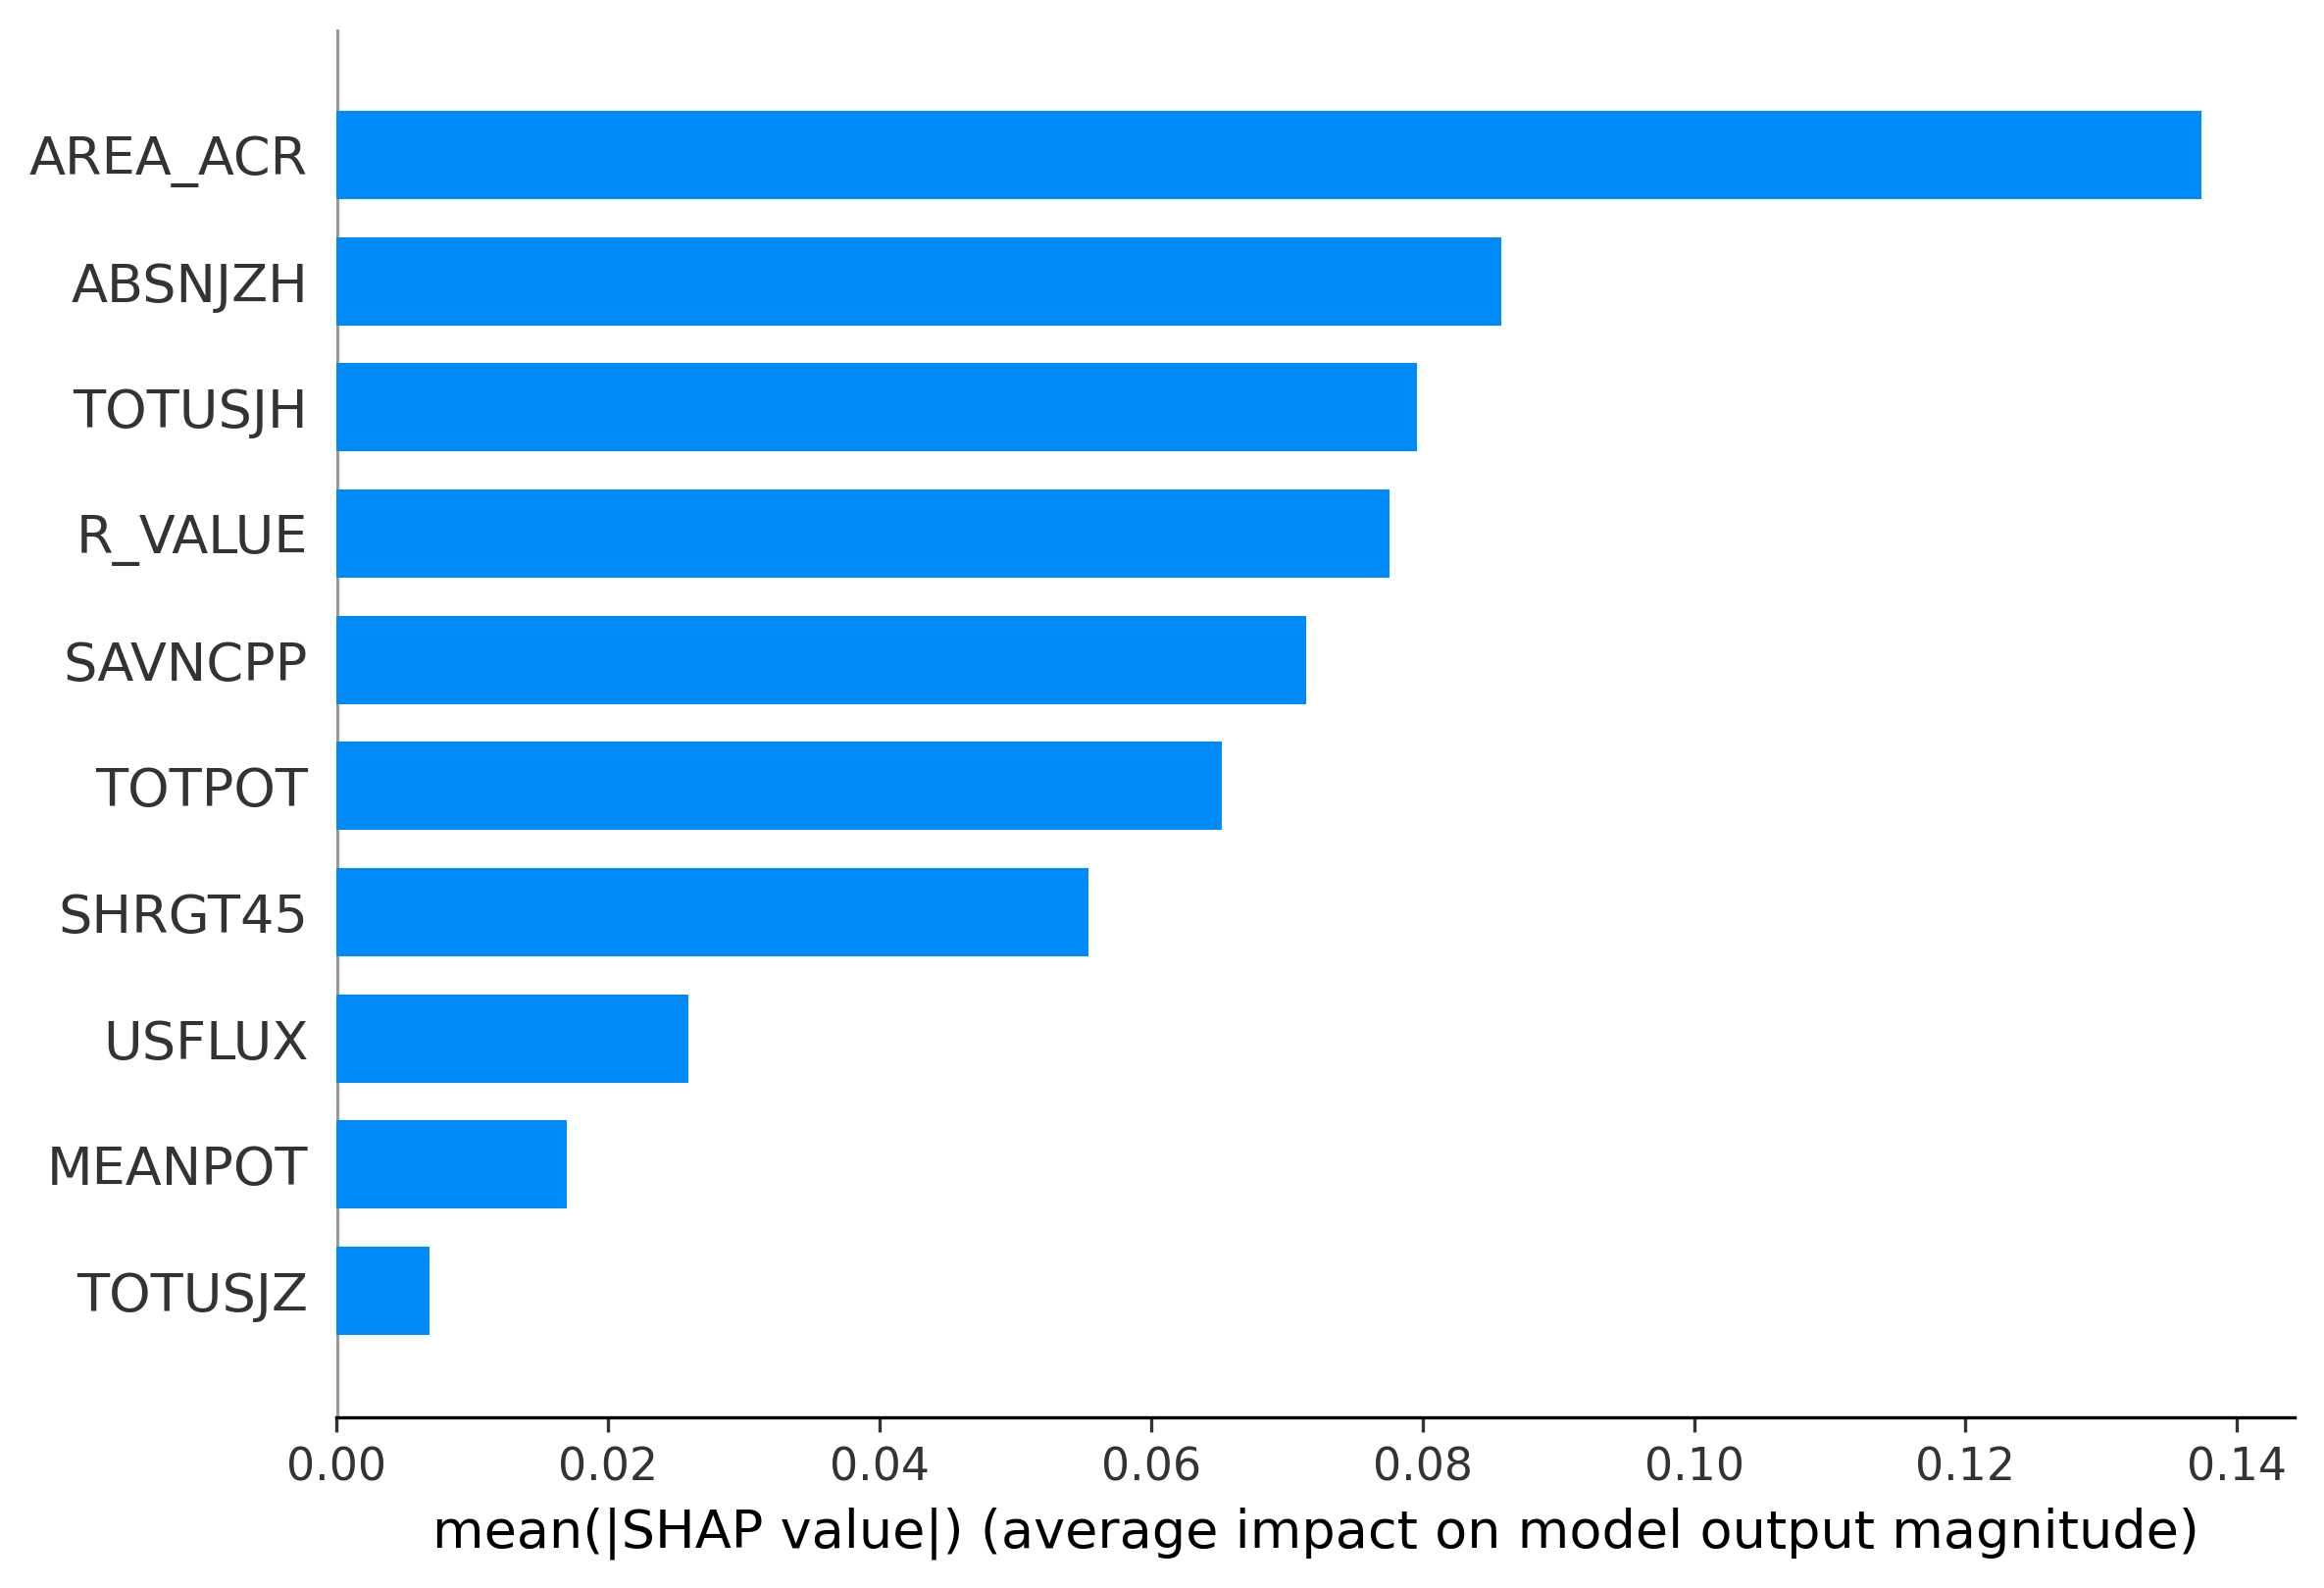 AREA_ACR
ABSNJZH
TOTUSJH
R_VALUE
SAVNCPP
TOTPOT
SHRGT45
USFLUX
MEANPOT
TOTUSJZ
0.00 0.02 0.04 0.06 0.08 0.10 0.12 0.14
mean(|SHAP value|) (average impact on model output magnitude)